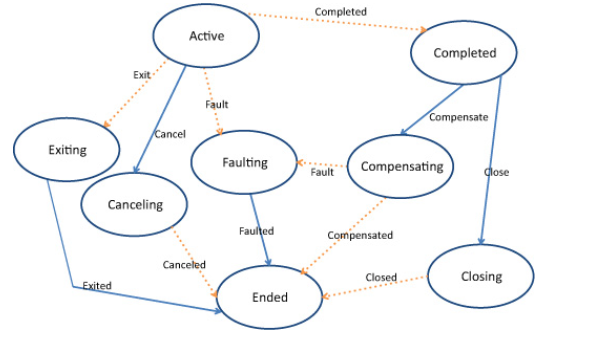 Completed
Active
Completed
Exit
Fault
Compensate
Cancel
Exiting
Faulting
Compensating
Fault
Close
Canceling
Faulted
Compensated
Canceled
Closed
Closing
Exited
Ended